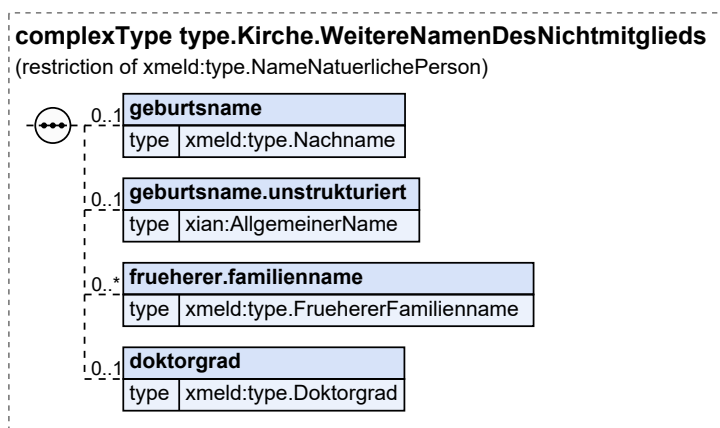 complexType type.Kirche.WeitereNamenDesNichtmitglieds
(restriction of xmeld:type.NameNatuerlichePerson)
0..1 geburtsname
type xmeld:type.Nachname
0..1 geburtsname.unstrukturiert
type xian:AllgemeinerName
0..* frueherer.familienname
type xmeld:type.FruehererFamilienname
0..1 doktorgrad
type xmeld:type.Doktorgrad